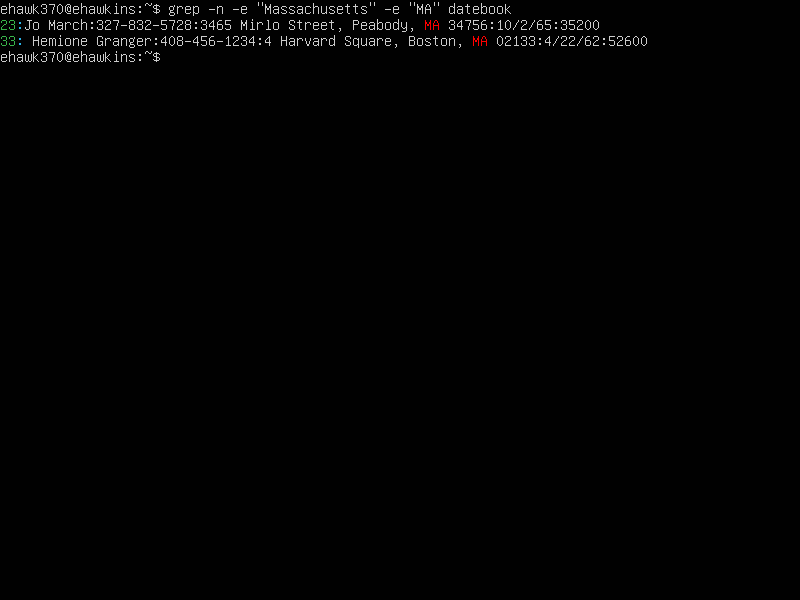 ehawk370@ehawkins:~$ grep -n -e "Massachusetts" -e "MA" datebook
23:Jo March:327-832-5728:3465 Mirlo Street, Peabody, MA 34756:10/2/65:35200
33: Hemione Granger:408-456-1234:4 Harvard Square, Boston, MA 02133:4/22/62:52600
ehawk370@ehawkins:~$